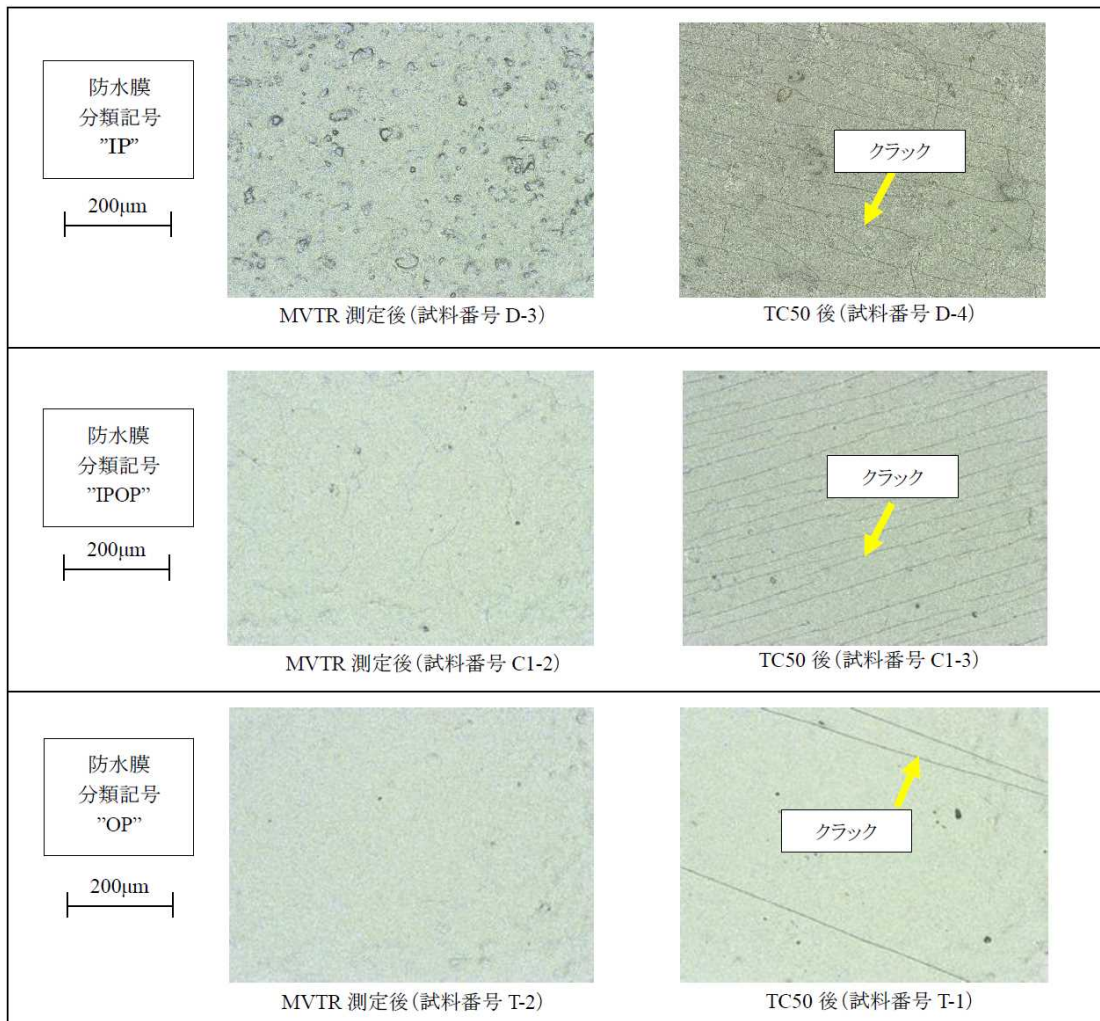 防水膜
分類記号
”IP”
200μm
クラック
MVTR 測定後(試料番号 D-3)
TC50 後(試料番号 D-4)
防水膜
分類記号
”IPOP”
200μm
クラック
MVTR 測定後(試料番号 C1-2)
TC50 後(試料番号 C1-3)
防水膜
分類記号
”OP”
200μm
クラック
MVTR 測定後(試料番号 T-2)
TC50 後(試料番号 T-1)